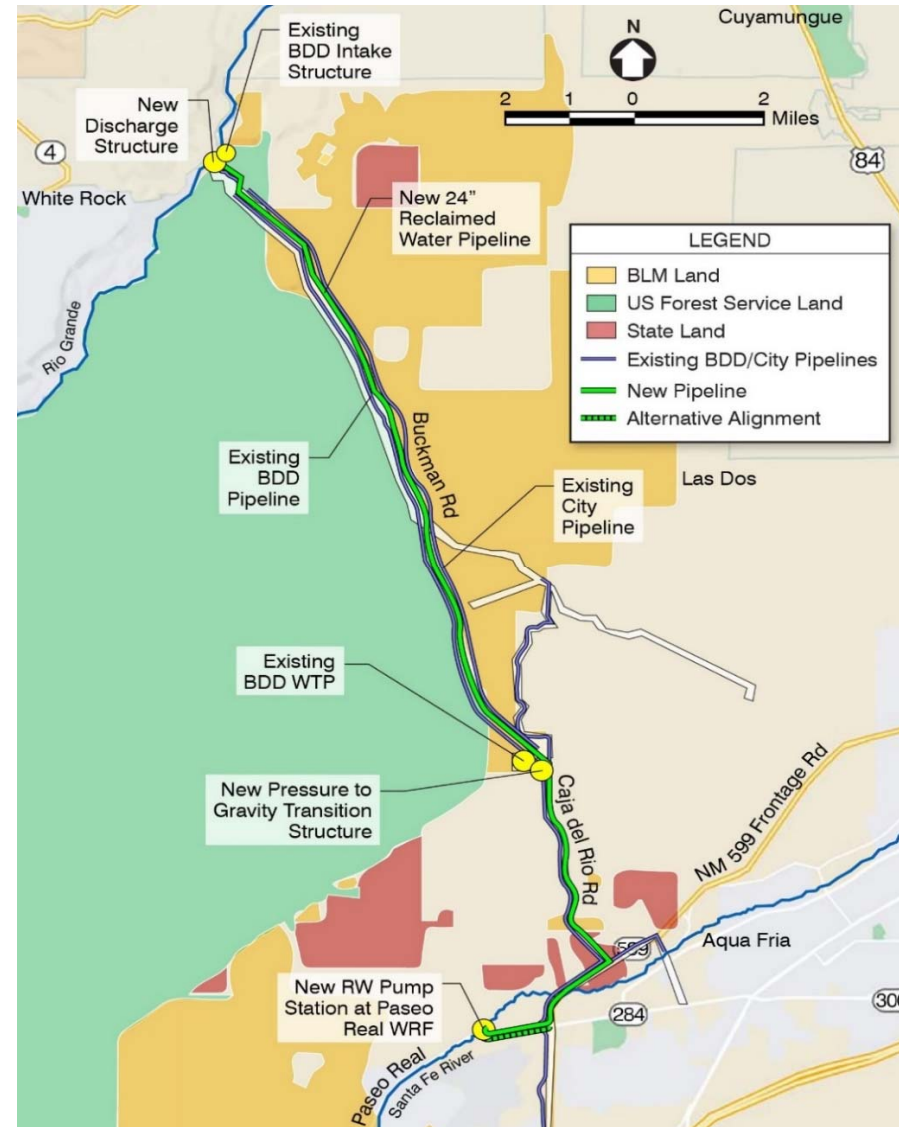 Cuyamungue
Existing
BDD Intake
Structure
N
2 1 0 2
Miles
New
Discharge
Structure
4
84
White Rock
New 24”
Reclaimed
Water Pipeline
LEGEND
BLM Land
US Forest Service Land
State Land
Existing BDD/City Pipelines
New Pipeline
Alternative Alignment
Rio Grande
Buckman Rd
Existing
BDD
Pipeline
Existing
City
Pipeline
Las Dos
Existing
BDD WTP
New Pressure to
Gravity Transition
Structure
Caja del Rio Rd
NM 599 Frontage Rd
599
Aqua Fria
New RW Pump
Station at Paseo
Real WRF
284
300
Paseo Real
Santa Fe River